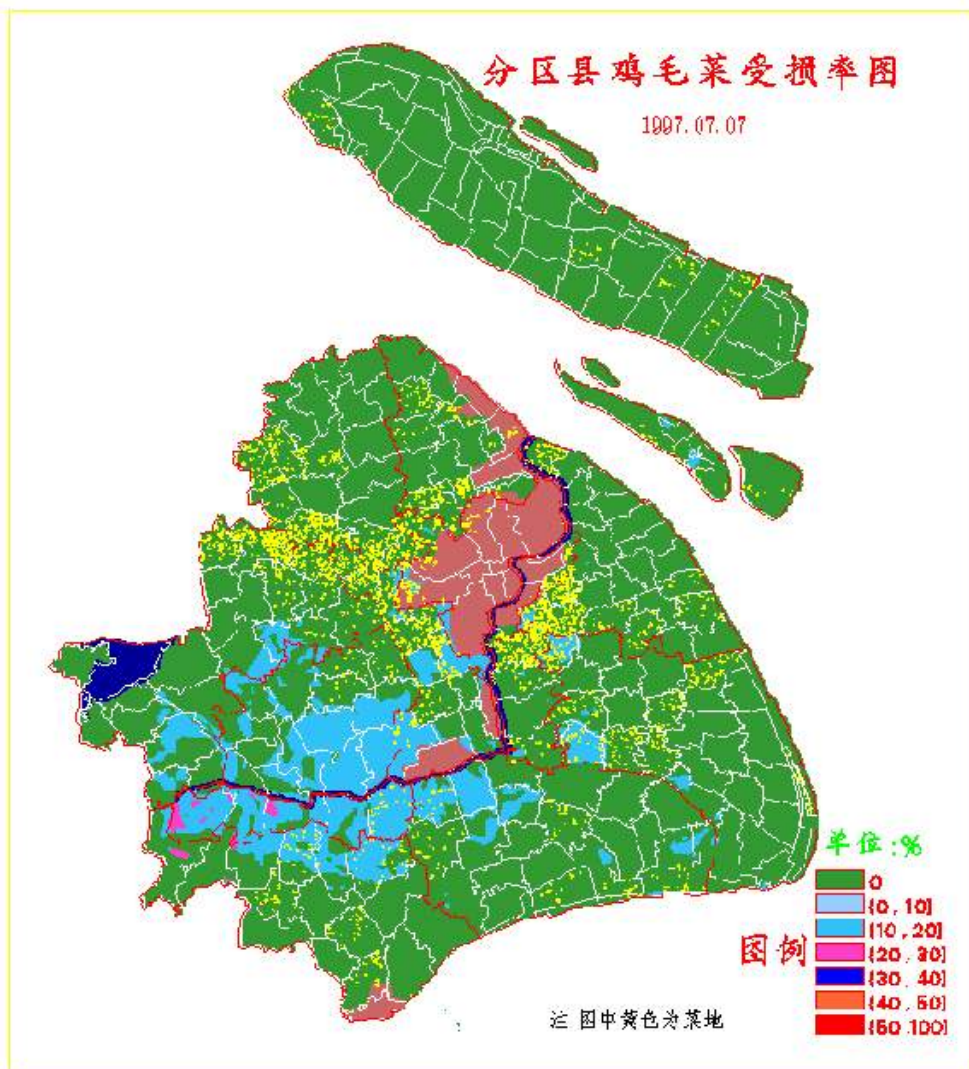 分区县鸡毛菜受损率图
1997.07.07
单位:%
图例
0
(0,10]
(10,20]
(20,30]
(30,40]
(40,50]
(50,100]
注 图中黄色为菜地